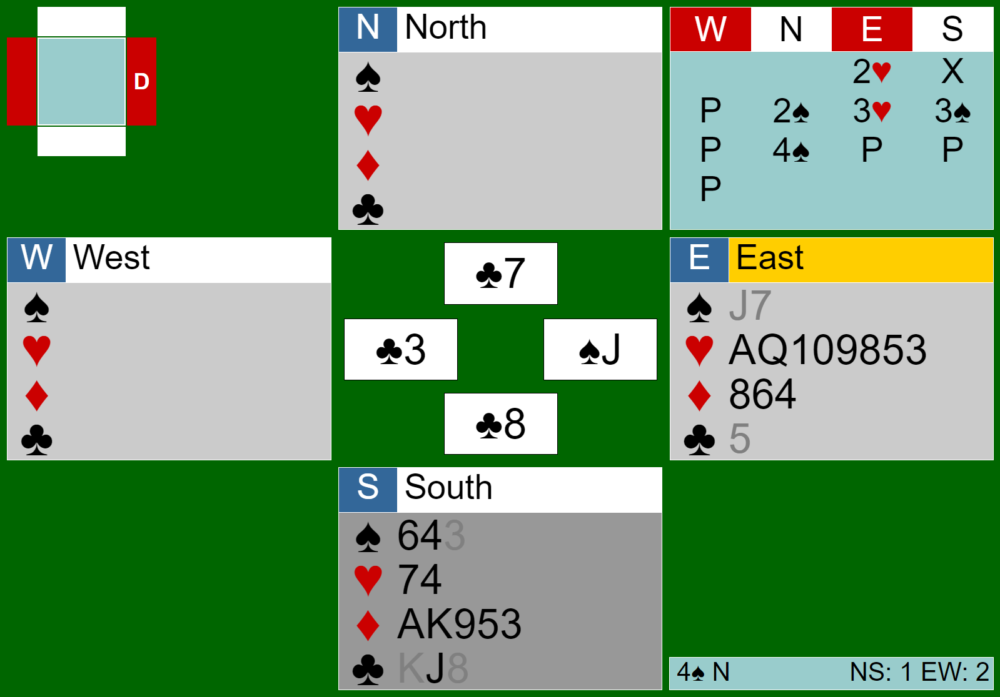 N North
♠
♥
♦
♣
D
W N E S
2♥ X
P 2♠ 3♥ 3♠
P 4♠ P P
P
W West
♠
♥
♦
♣
♣7
♣3 ♠J
♣8
E East
♠ J7
♥ AQ109853
♦ 864
♣ 5
S South
♠ 643
♥ 74
♦ AK953
♣ KJ8
4♠ N NS: 1 EW: 2